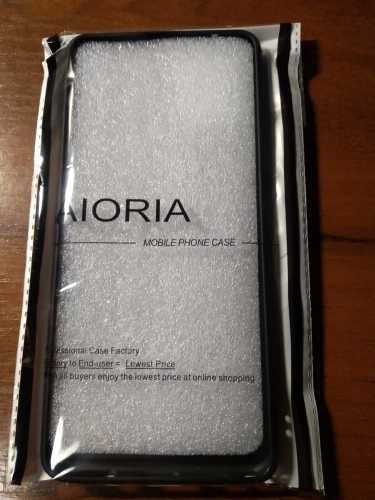 AIORIA
MOBILE PHONE CASE
essional Case Factory
to End-user = Lowest Price
all buyers enjoy the lowest price at online shopping